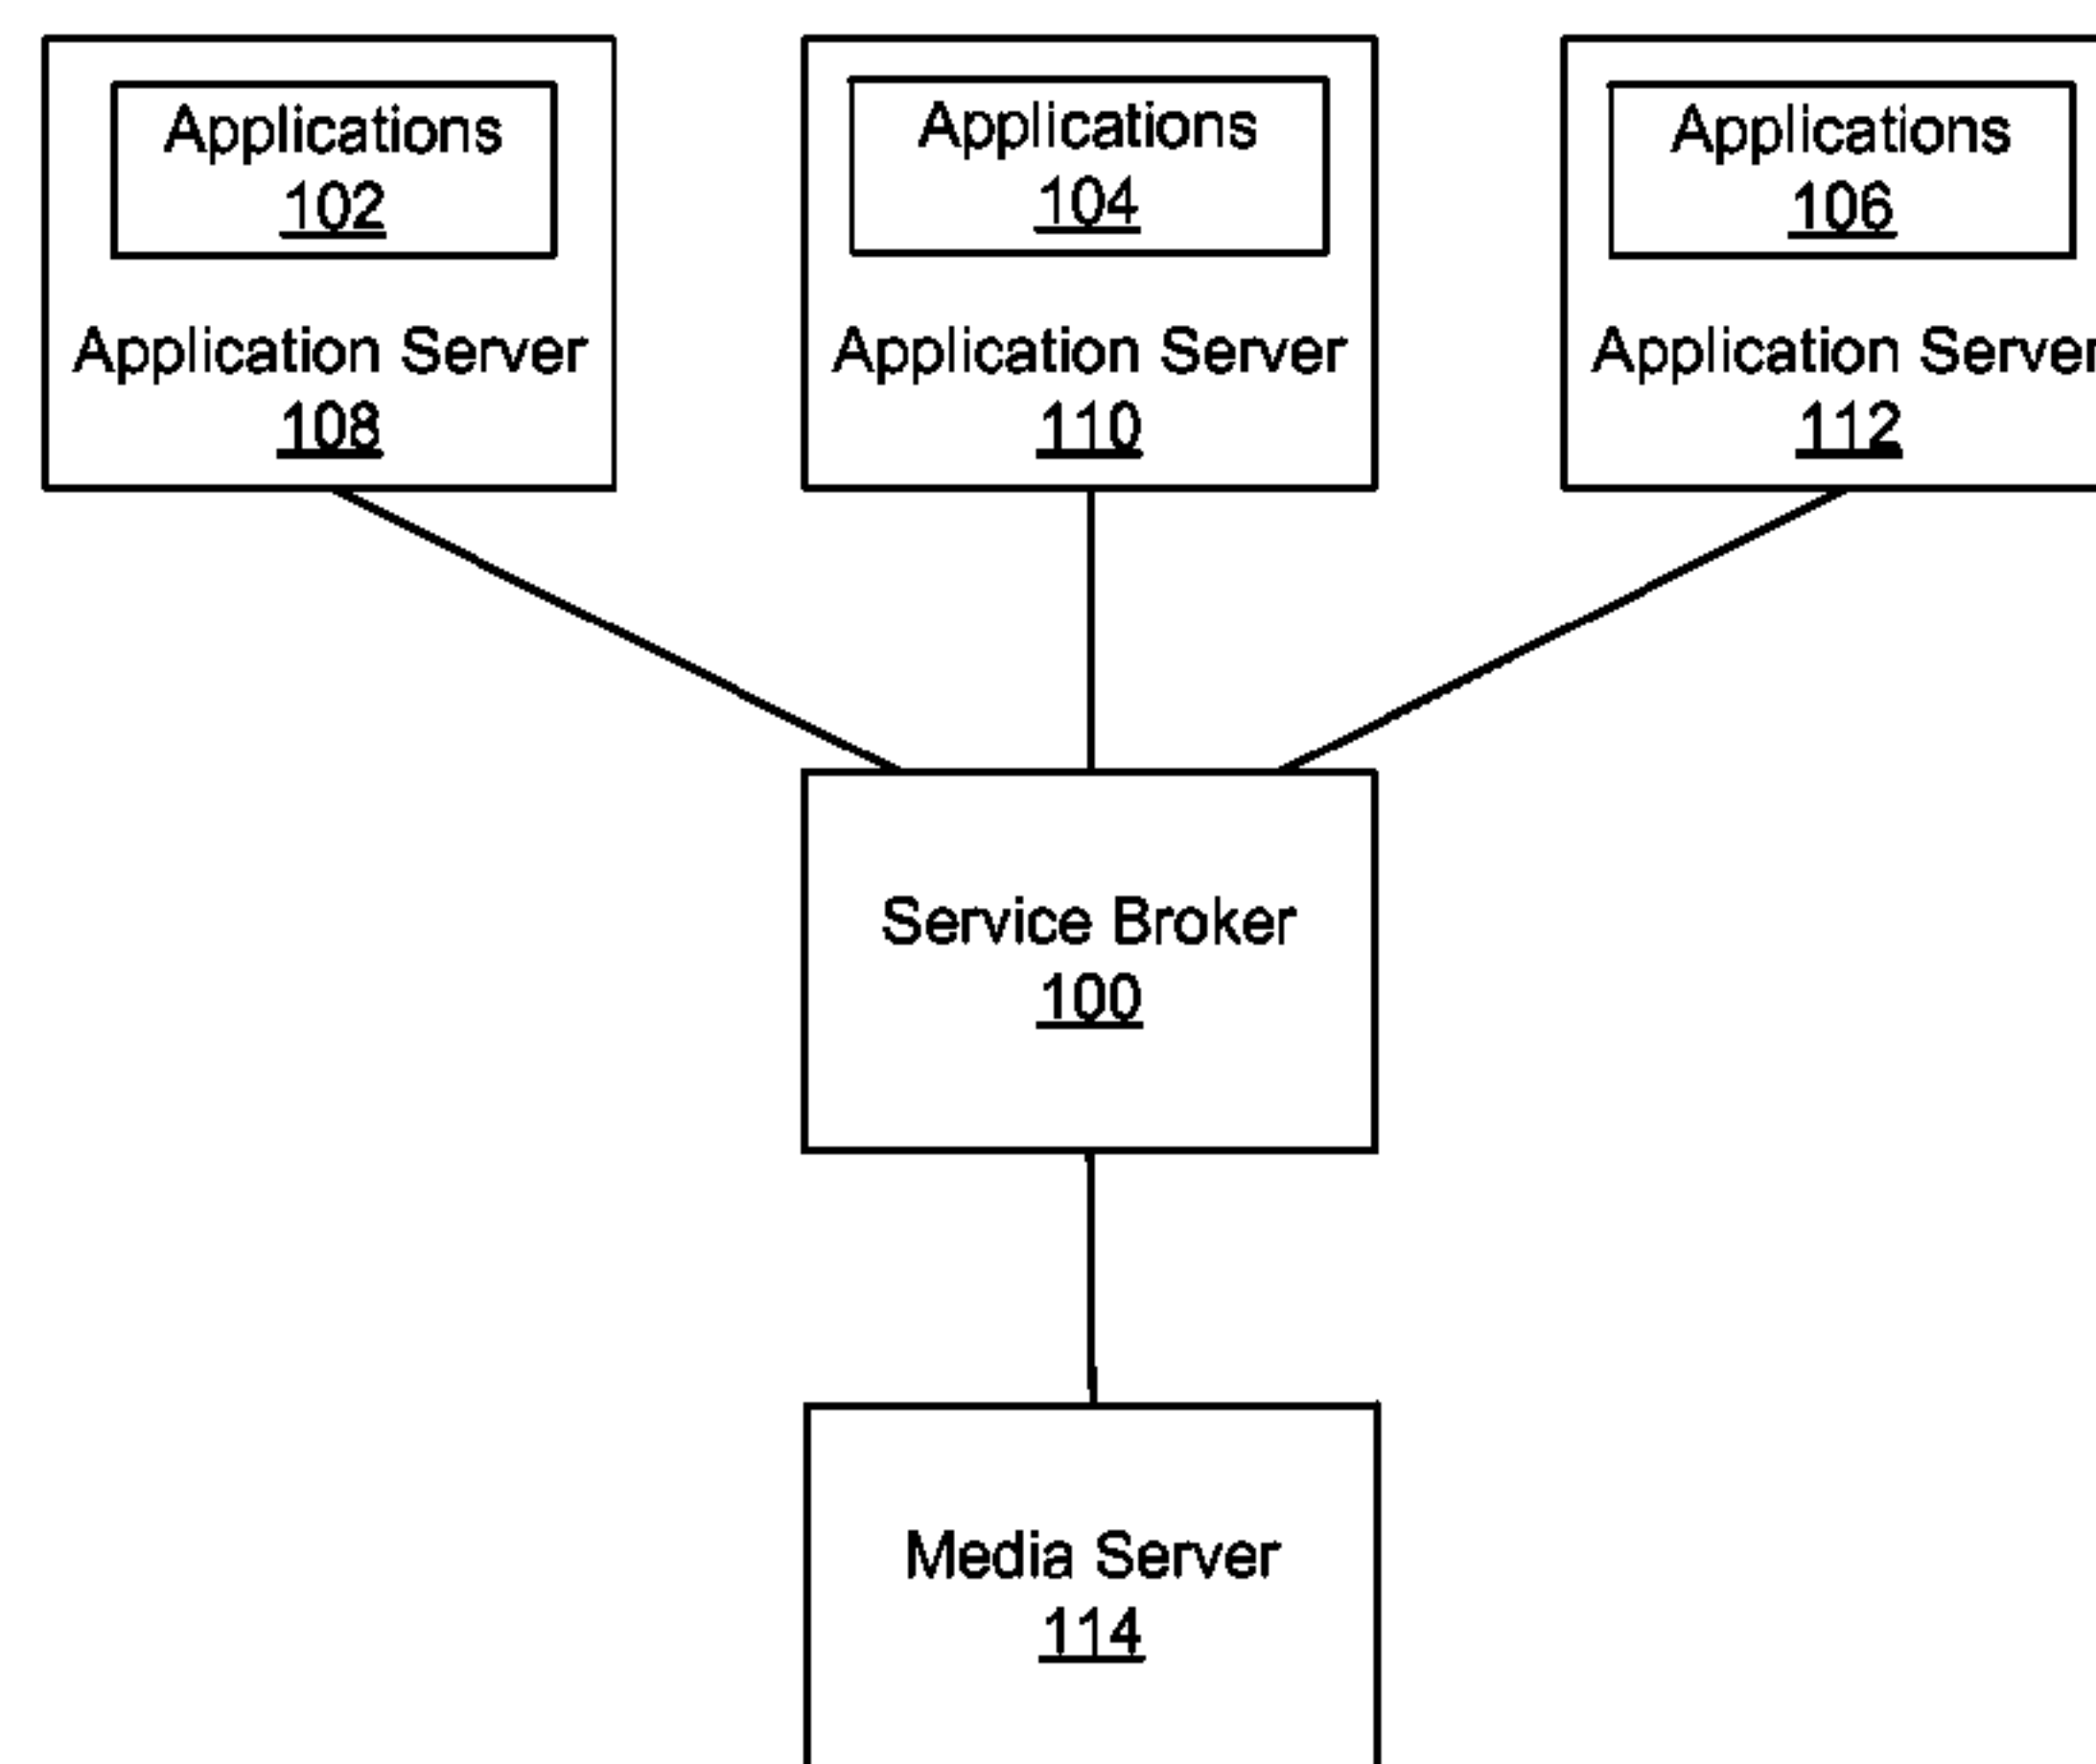 Applications
102
Application Server
108
Applications
104
Application Server
110
Applications
106
Application Server
112
Service Broker
100
Media Server
114